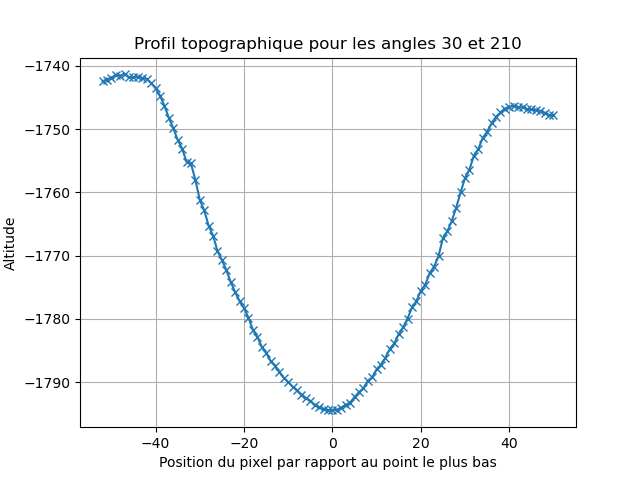 Profil topographique pour les angles 30 et 210
Altitude
−1740
−1750
−1760
−1770
−1780
−1790
−40 −20 0 20 40
Position du pixel par rapport au point le plus bas